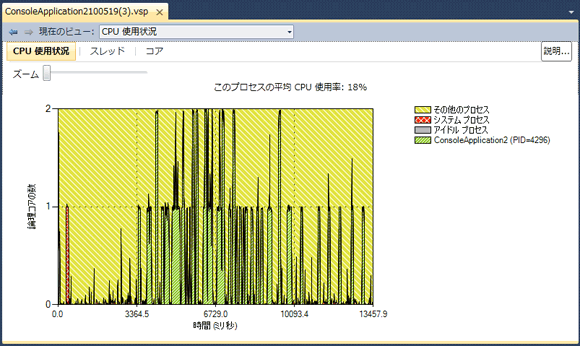 ConsoleApplication2100519(3).vsp
現在のビュー: CPU 使用状況
CPU 使用状況 スレッド コア 説明...
ズーム
このプロセスの平均 CPU 使用率: 18%
その他のプロセス
システム プロセス
アイドル プロセス
ConsoleApplication2 (PID=4296)
論理コアの数
2
1
0
0.0 3364.5 6729.0 10093.4 13457.9
時間 (ミリ秒)